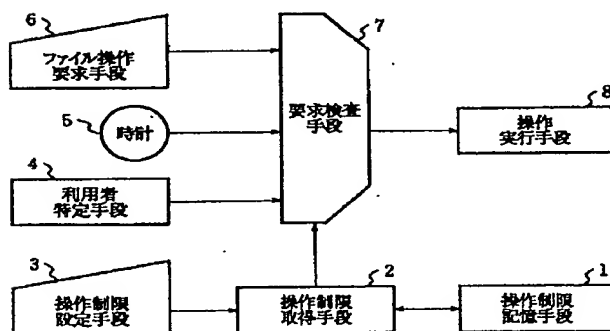 6
ファイル操作
要求手段
7
要求検査
手段
5
時計
8
操作
実行手段
4
利用者
特定手段
3
操作制限
設定手段
2
操作制限
取得手段
1
操作制限
記憶手段